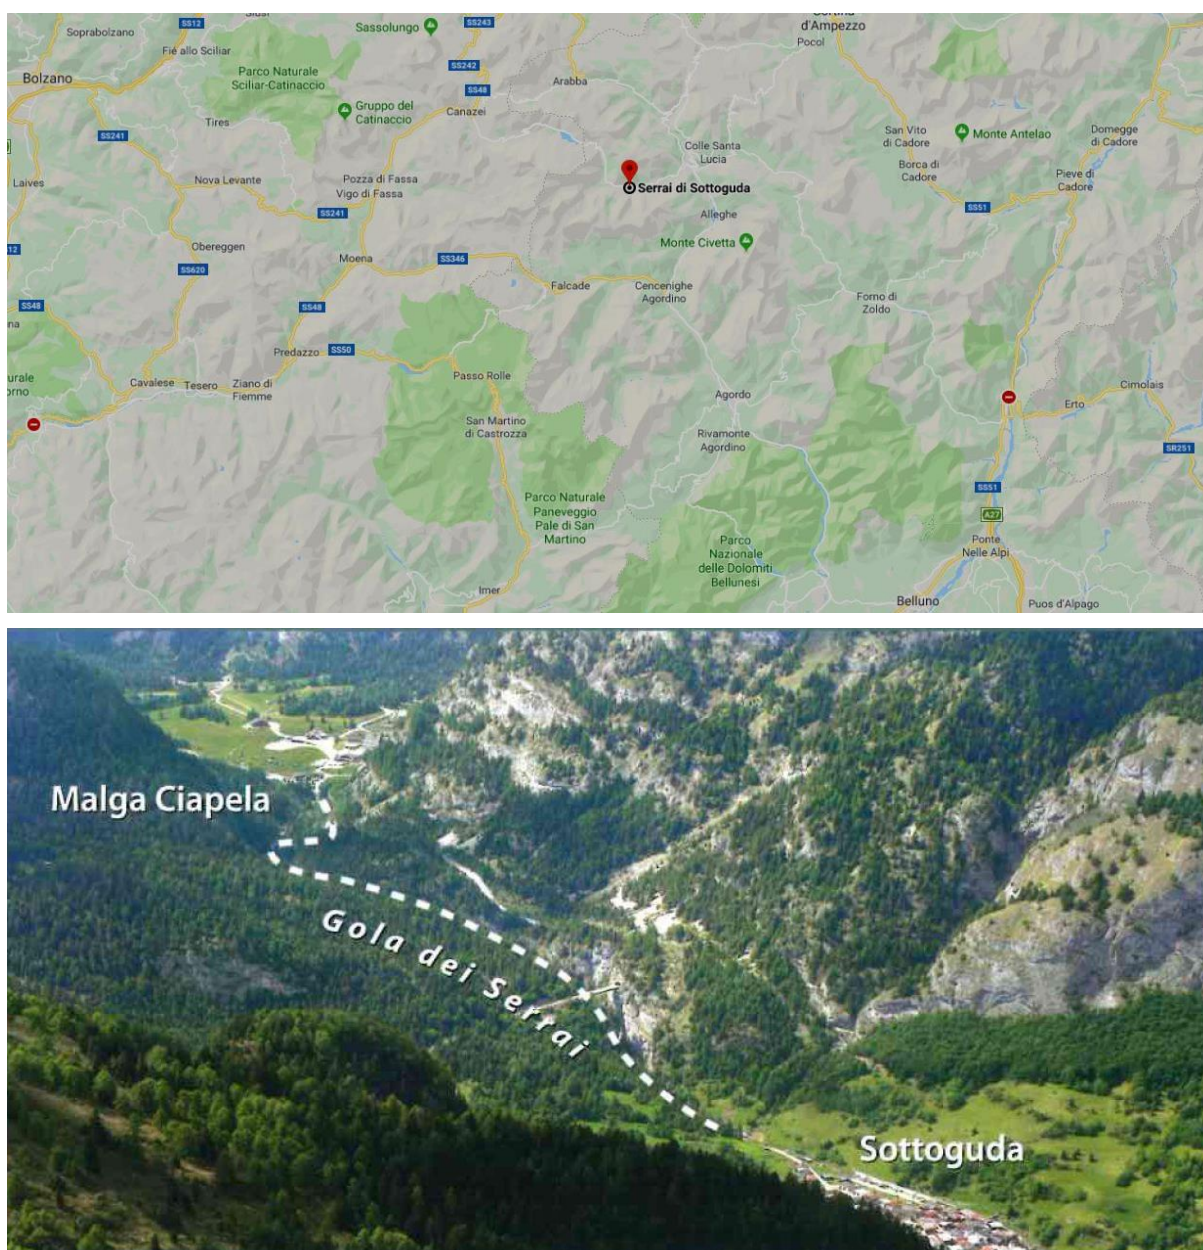 Siusi
SS12
Soprabolzano
Fié allo Sciliar
Bolzano
Parco Naturale
Sciliar-Catinaccio
Sassolungo
SS243
SS242
SS48
Canazei
Arabba
Cortina
d'Ampezzo
Pocol
Gruppo del
Catinaccio
Tires
SS241
Laives
Nova Levante
Pozza di Fassa
Vigo di Fassa
SS241
Colle Santa
Lucia
Serrai di Sottoguda
Alleghe
Monte Civetta
San Vito
di Cadore
Monte Antelao
Borca di
Cadore
Domegge
di Cadore
Pieve di
Cadore
SS51
Obereggen
SS620
Moena
SS346
Falcade
Cencenighe
Agordino
Forno di
Zoldo
SS48
SS48
Predazzo
SS50
Cavalese
Tesero
Ziano di
Fiemme
Passo Rolle
San Martino
di Castrozza
Agordo
Rivamonte
Agordino
Cimolais
Erto
SR251
SS51
A27
Parco Naturale
Paneveggio
Pale di San
Martino
Parco
Nazionale
delle Dolomiti
Bellunesi
Ponte
Nelle Alpi
Imer
Belluno
Puos d'Alpago
Malga Ciapela
Gola dei Serrai
Sottoguda